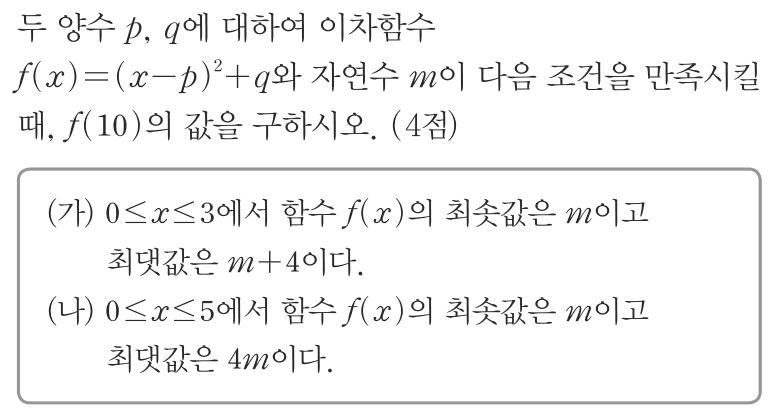 두 양수 p, q에 대하여 이차함수
f(x)=(x-p)²+q와 자연수 m이 다음 조건을 만족시킬
때, f(10)의 값을 구하시오. (4점)
(가) 0≤x≤3에서 함수 f(x)의 최솟값은 m이고
최댓값은 m+4이다.
(나) 0≤x≤5에서 함수 f(x)의 최솟값은 m이고
최댓값은 4m이다.